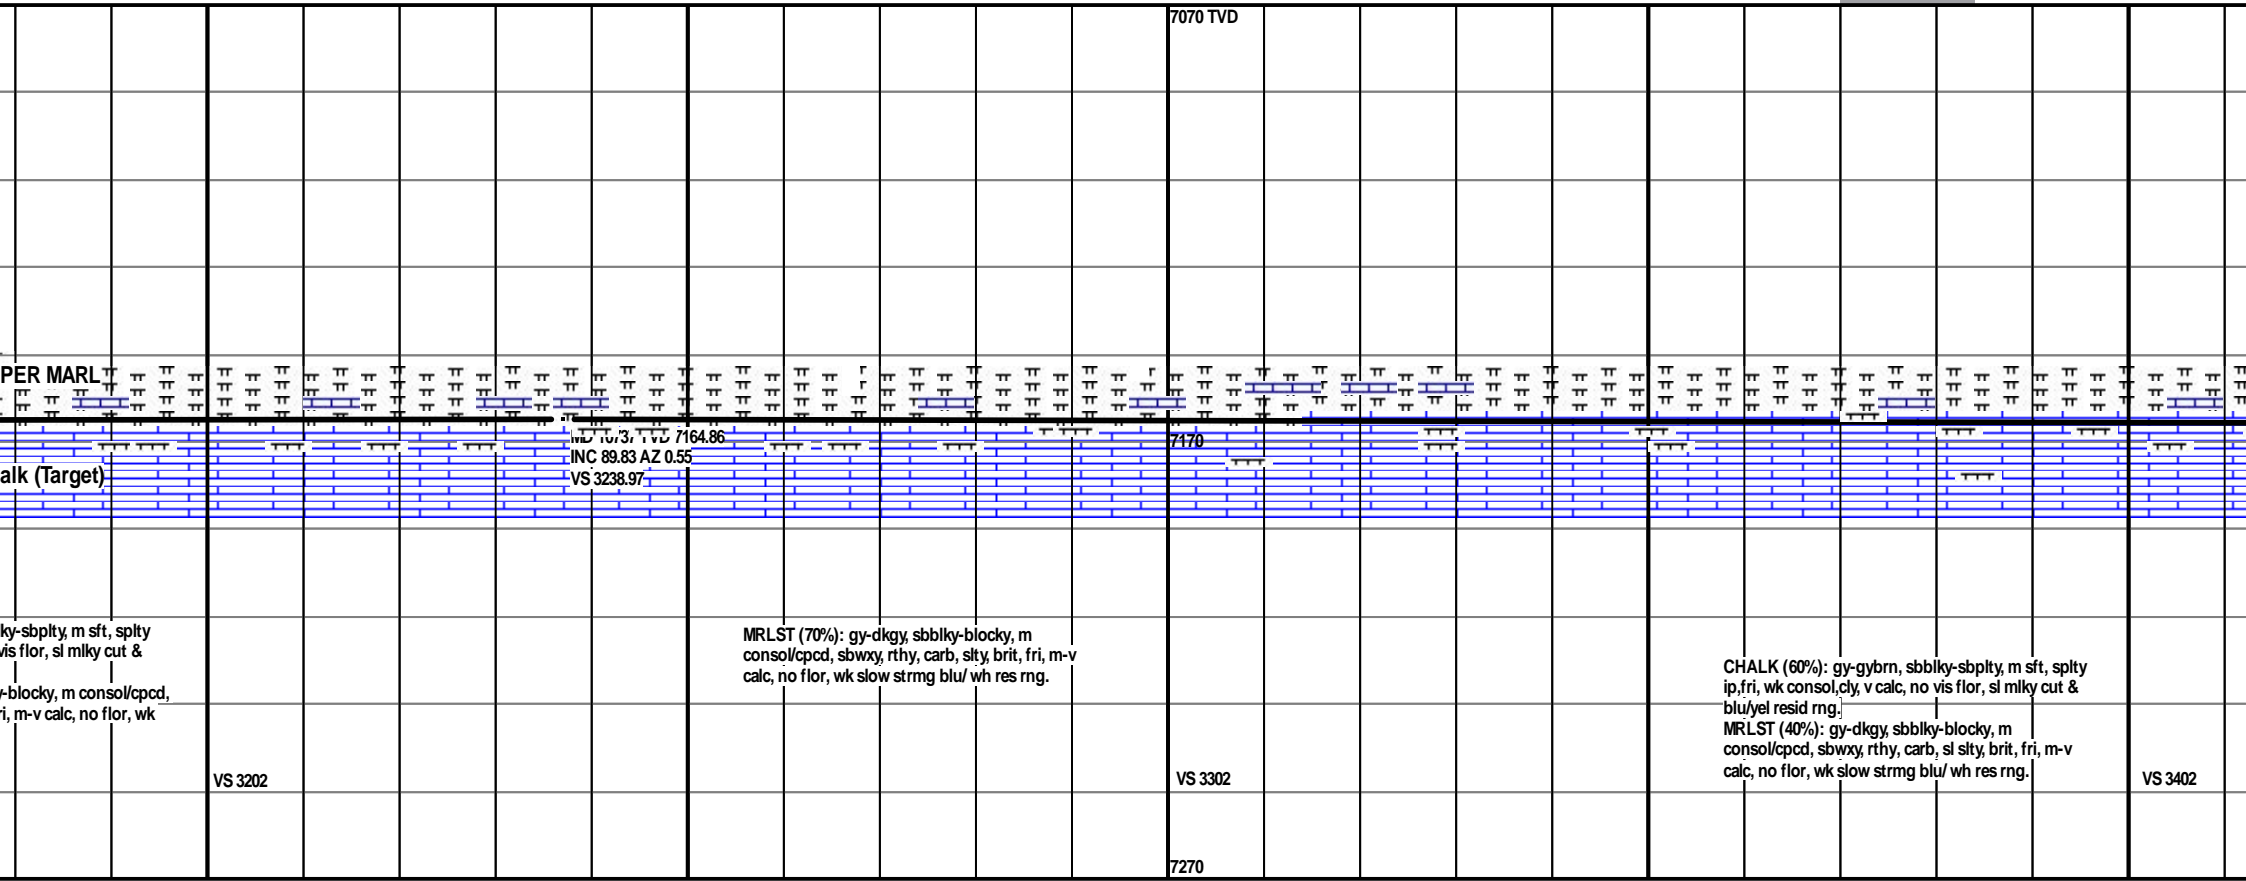 7070 TVD
PER MARL
MD 10737 TVD 7164.86
INC 89.83 AZ 0.55
VS 3238.97
7170
alk (Target)
ky-sbplty, m sft, splty
vis flor, sl mlky cut &
y-blocky, m consol/cpcd,
ri, m-v calc, no flor, wk
MRLST (70%): gy-dkgy, sbblky-blocky, m
consol/cpcd, sbwxy, rthy, carb, slty, brit, fri, m-v
calc, no flor, wk slow strmg blu/ wh res rng.
CHALK (60%): gy-gybrn, sbblky-sbplty, m sft, splty
ip,fri, wk consol,cly, v calc, no vis flor, sl mlky cut &
blu/yel resid rng.
MRLST (40%): gy-dkgy, sbblky-blocky, m
consol/cpcd, sbwxy, rthy, carb, sl slty, brit, fri, m-v
calc, no flor, wk slow strmg blu/ wh res rng.
VS 3202
VS 3302
VS 3402
7270